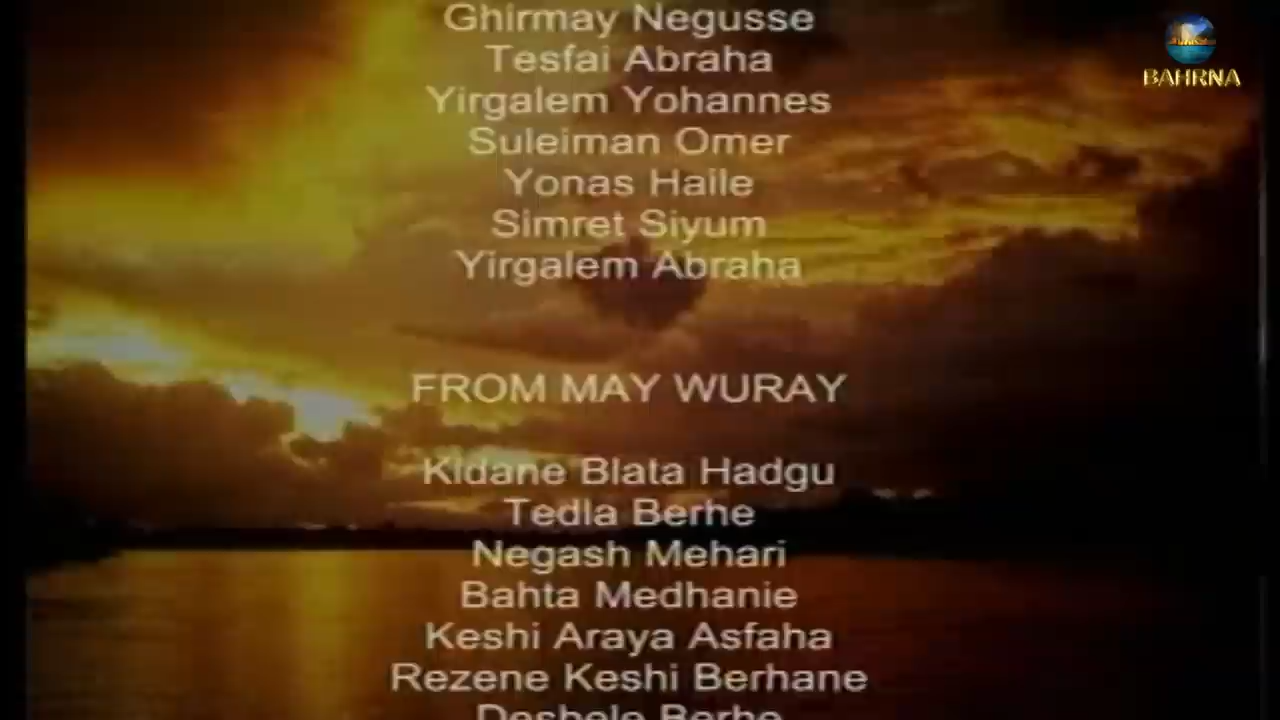 Ghirmay Negusse
Tesfai Abraha
Yirgalem Yohannes
Suleiman Omer
Yonas Haile
Simret Siyum
Yirgalem Abraha
FROM MAY WURAY
Kidane Blata Hadgu
Tedla Berhe
Negash Mehari
Bahta Medhanie
Keshi Araya Asfaha
Rezene Keshi Berhane
Berhe
BAHRNA